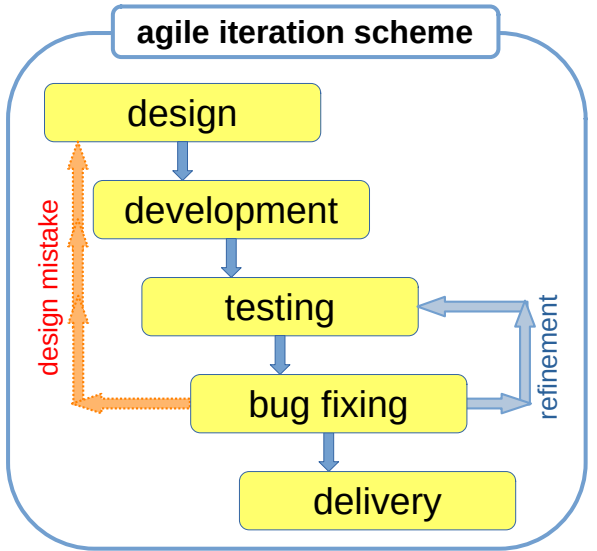 agile iteration scheme
design
development
design mistake
testing
refinement
bug fixing
delivery